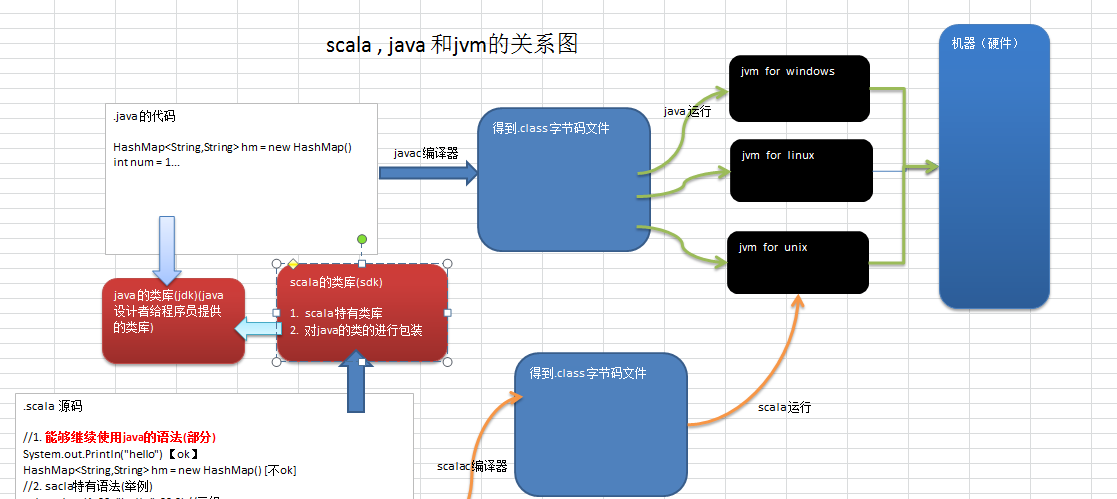 scala , java 和jvm的关系图
机器（硬件）
jvm for windows
.java的代码
java运行
HashMap<String,String> hm = new HashMap()
int num = 1...
javac编译器
得到.class字节码文件
jvm for linux
jvm for unix
java的类库(jdk)(java
设计者给程序员提供
的类库)
scala的类库(sdk)
1. scala特有类库
2. 对java的类的进行包装
得到.class字节码文件
scala运行
scalac编译器
.scala 源码
//1. 能够继续使用java的语法(部分)
System.out.Println("hello")【ok】
HashMap<String,String> hm = new HashMap() [不ok]
//2. sacla特有语法(举例)